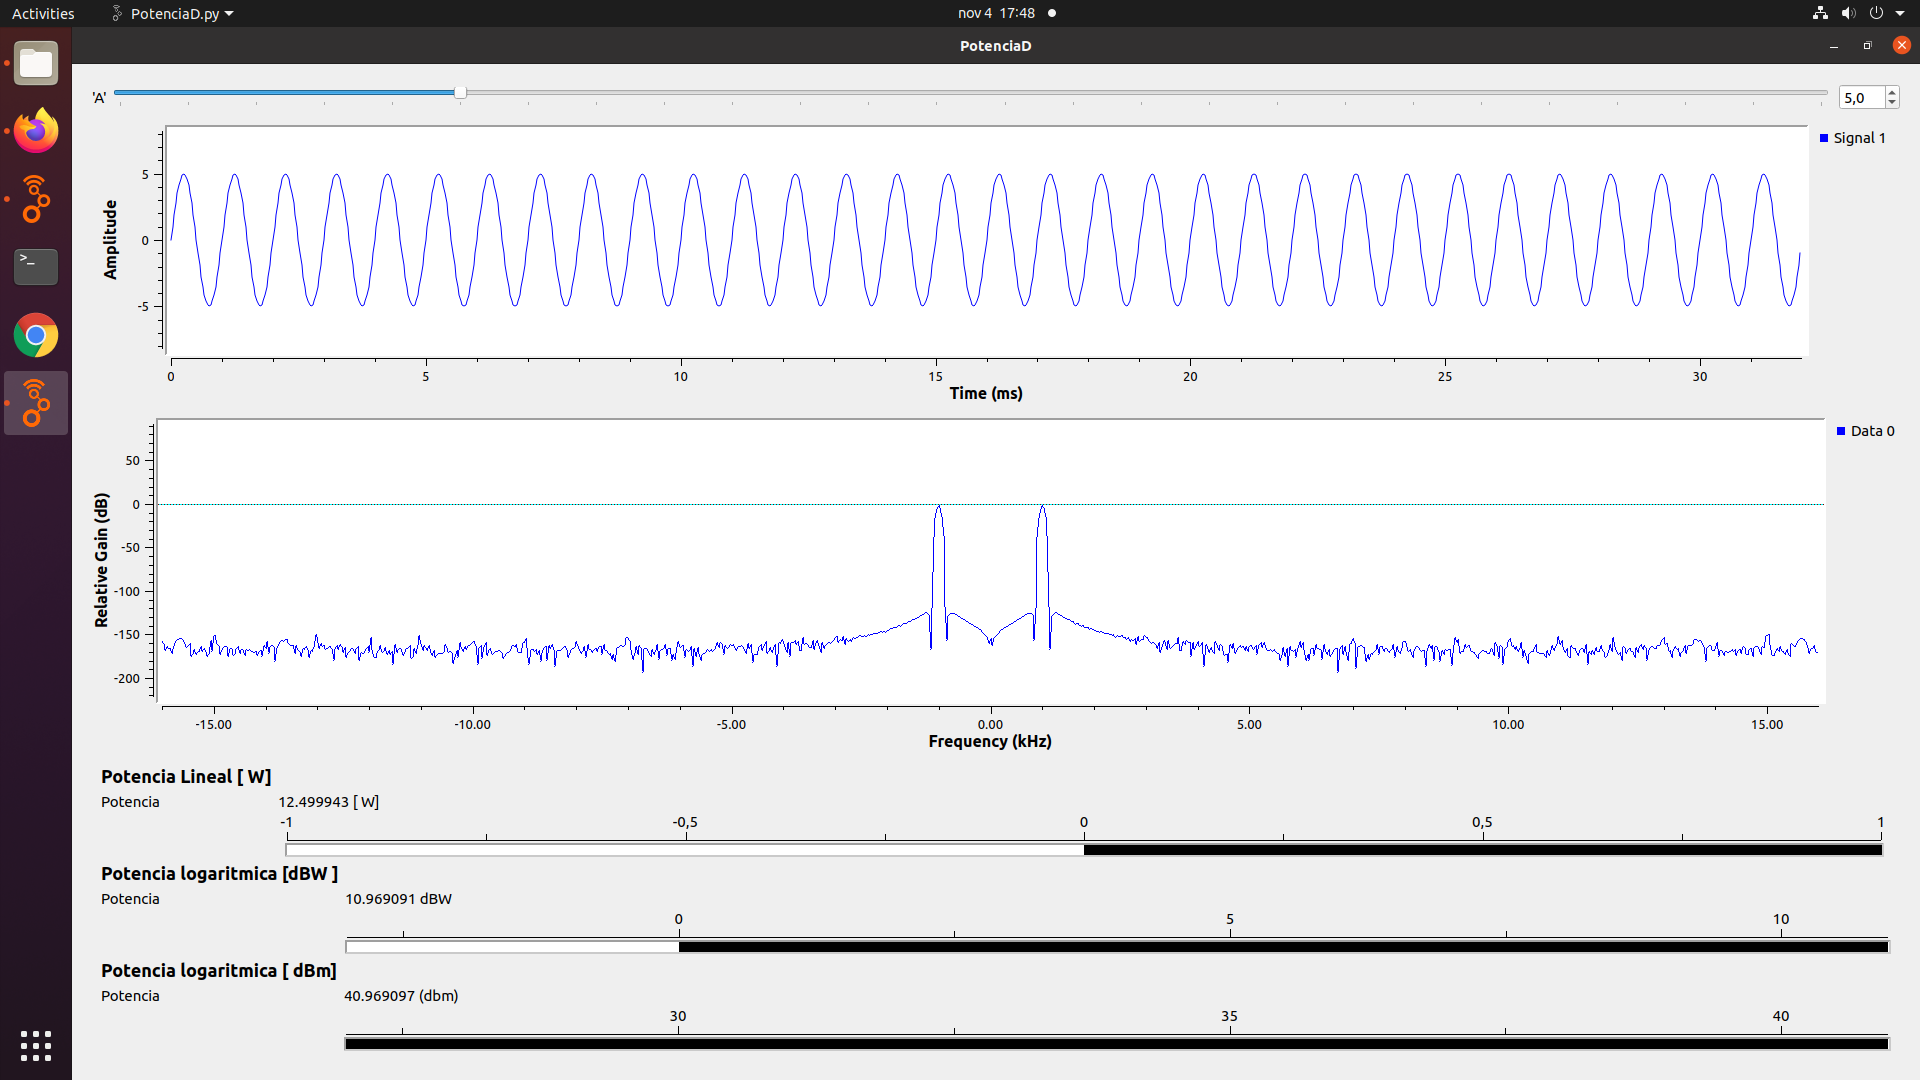 Activities
PotenciaD.py
nov 4 17:48
PotenciaD
'A'
5,0
Signal 1
Amplitude
5
0
-5
0 5 10 15 20 25 30
Time (ms)
Data 0
Relative Gain (dB)
50
0
-50
-100
-150
-200
-15.00 -10.00 -5.00 0.00 5.00 10.00 15.00
Frequency (kHz)
Potencia Lineal [ W]
Potencia 12.499943 [ W]
-1 -0,5 0 0,5 1
Potencia logaritmica [dBW ]
Potencia 10.969091 dBW
0 5 10
Potencia logaritmica [ dBm]
Potencia 40.969097 (dbm)
30 35 40